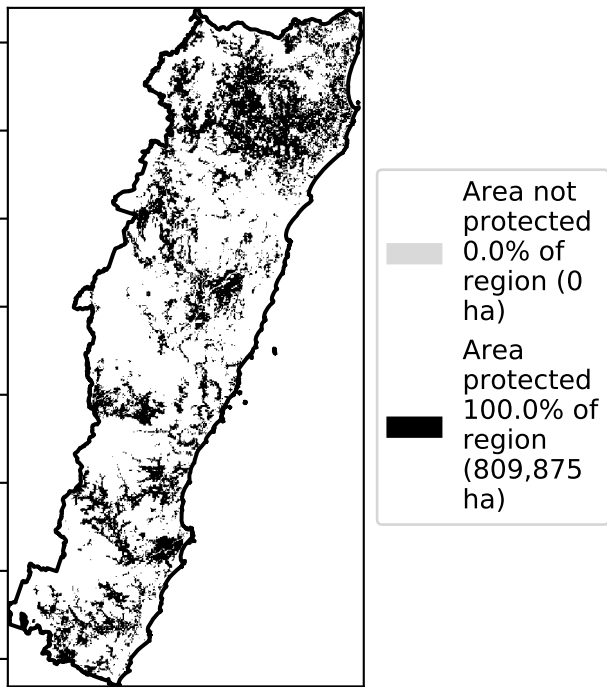 Area not
protected
0.0% of
region (0
ha)
Area
protected
100.0% of
region
(809,875
ha)